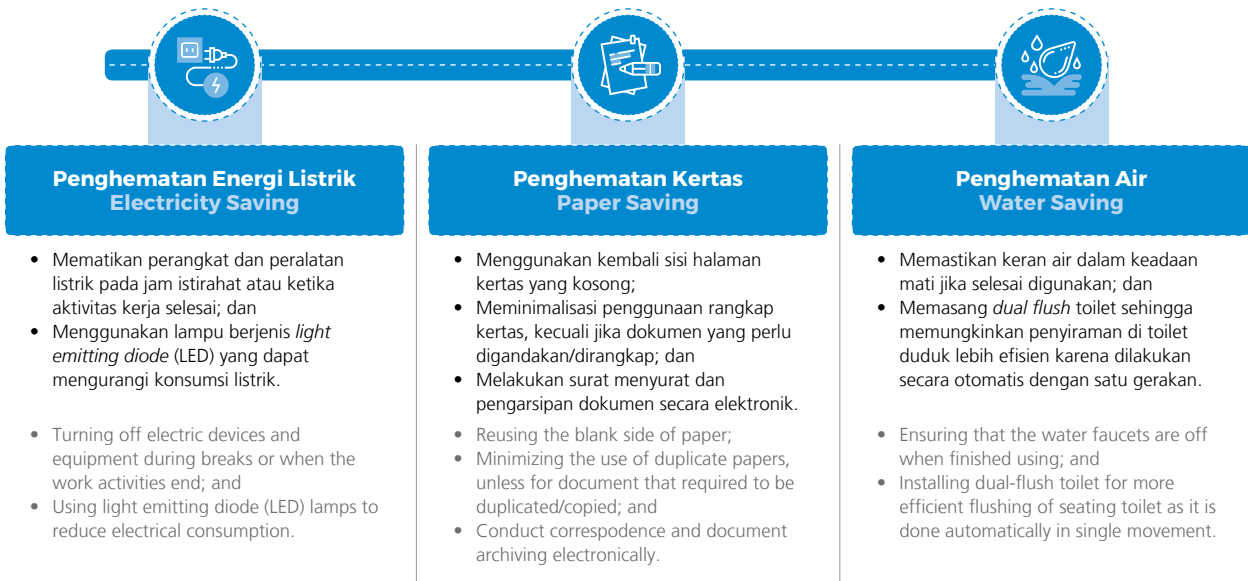 Penghematan Energi Listrik
Electricity Saving
• Mematikan perangkat dan peralatan
listrik pada jam istirahat atau ketika
aktivitas kerja selesai; dan
• Menggunakan lampu berjenis light
emitting diode (LED) yang dapat
mengurangi konsumsi listrik.
• Turning off electric devices and
equipment during breaks or when the
work activities end; and
• Using light emitting diode (LED) lamps to
reduce electrical consumption.
Penghematan Kertas
Paper Saving
• Menggunakan kembali sisi halaman
kertas yang kosong;
• Meminimalisasi penggunaan rangkap
kertas, kecuali jika dokumen yang perlu
digandakan/dirangkap; dan
• Melakukan surat menyurat dan
pengarsipan dokumen secara elektronik.
• Reusing the blank side of paper;
• Minimizing the use of duplicate papers,
unless for document that required to be
duplicated/copied; and
• Conduct correspodence and document
archiving electronically.
Penghematan Air
Water Saving
• Memastikan keran air dalam keadaan
mati jika selesai digunakan; dan
• Memasang dual flush toilet sehingga
memungkinkan penyiraman di toilet
duduk lebih efisien karena dilakukan
secara otomatis dengan satu gerakan.
• Ensuring that the water faucets are off
when finished using; and
• Installing dual-flush toilet for more
efficient flushing of seating toilet as it is
done automatically in single movement.